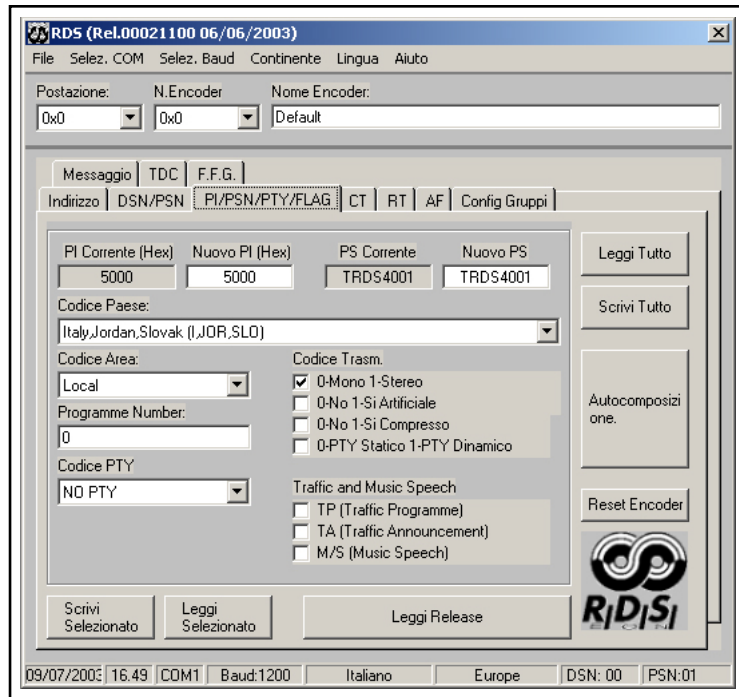 RDS (Rel.00021100 06/06/2003)
File Selez. COM Selez. Baud Continente Lingua Aiuto
Postazione: N.Encoder Nome Encoder:
0x0 0x0 Default
Messaggio TDC F.F.G.
Indirizzo DSN/PSN PI/PSN/PTY/FLAG CT RT AF Config Gruppi
PI Corrente (Hex) Nuovo PI (Hex) PS Corrente Nuovo PS
5000 5000 TRDS4001 TRDS4001
Codice Paese:
Italy,Jordan,Slovak (I,JOR,SLO)
Codice Area:
Local
Programme Number:
0
Codice PTY
NO PTY
Codice Trasm.
0-Mono 1-Stereo
0-No 1-Si Artificiale
0-No 1-Si Compresso
0-PTY Statico 1-PTY Dinamico
Traffic and Music Speech
TP (Traffic Programme)
TA (Traffic Announcement)
M/S (Music Speech)
Leggi Tutto
Scrivi Tutto
Autocomposizi
one.
Reset Encoder
R|D|S|
Scrivi
Selezionato
Leggi
Selezionato
Leggi Release
09/07/2003 16.49 COM1 Baud:1200 Italiano Europe DSN: 00 PSN:01